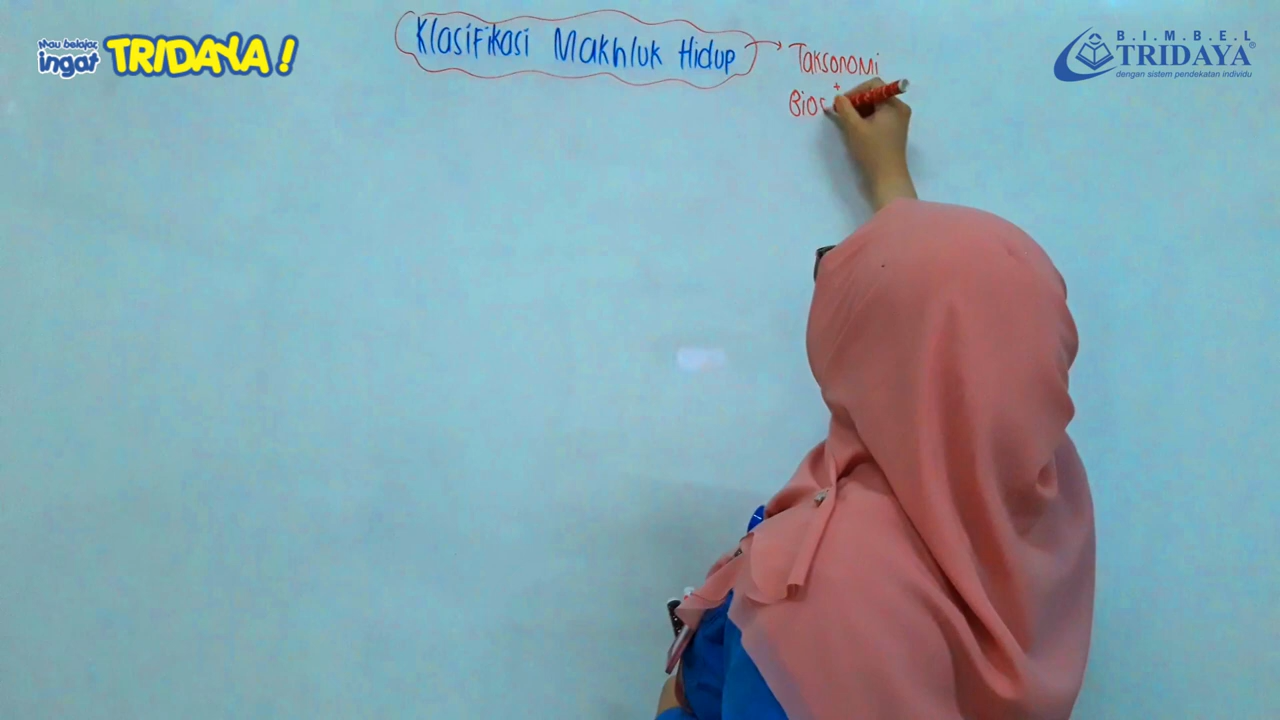 Mau belajar,
ingat TRIDAYA !
Klasifikasi Makhluk Hidup → Taksonomi
+
B.I.M.B.E.L
TRIDAYA®
dengan sistem pendekatan individu